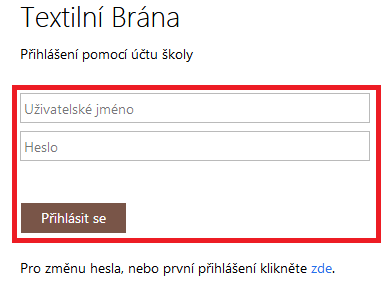 Textilní Brána
Přihlášení pomocí účtu školy
Uživatelské jméno
Heslo
Přihlásit se
Pro změnu hesla, nebo první přihlášení klikněte zde.